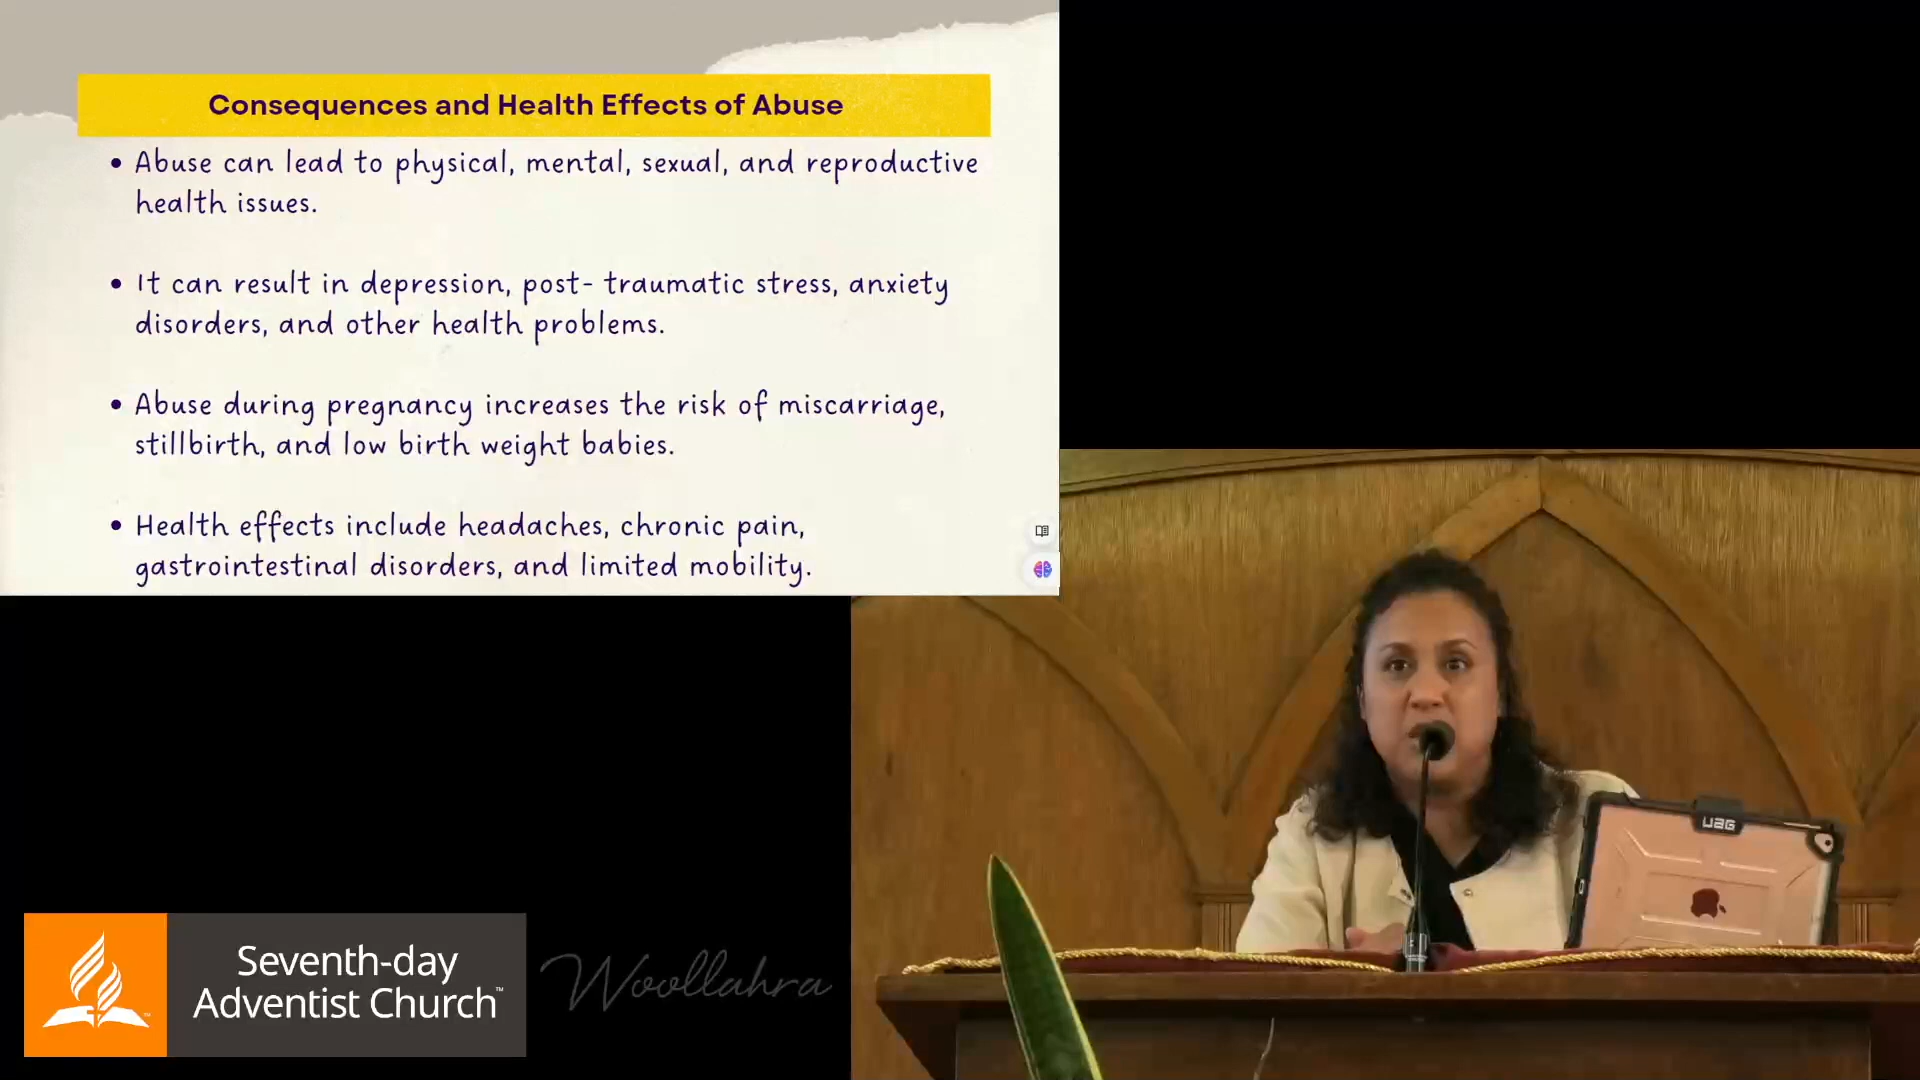 Consequences and Health Effects of Abuse
• Abuse can lead to physical, mental, sexual, and reproductive
health issues.
• It can result in depression, post- traumatic stress, anxiety
disorders, and other health problems.
• Abuse during pregnancy increases the risk of miscarriage,
stillbirth, and low birth weight babies.
• Health effects include headaches, chronic pain,
gastrointestinal disorders, and limited mobility.
UAG
Seventh-day
Adventist Church™
Woollahra